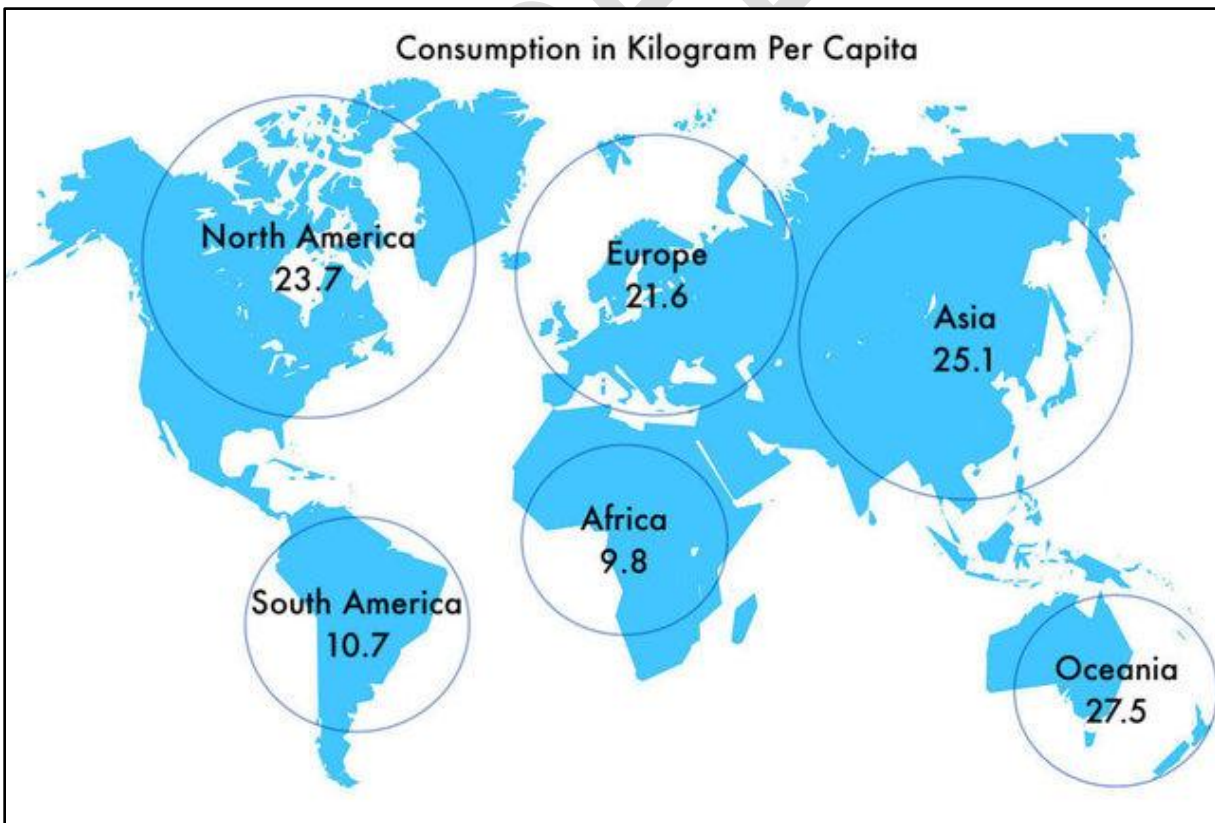 Consumption in Kilogram Per Capita
North America
23.7
Europe
21.6
Asia
25.1
Africa
9.8
South America
10.7
Oceania
27.5